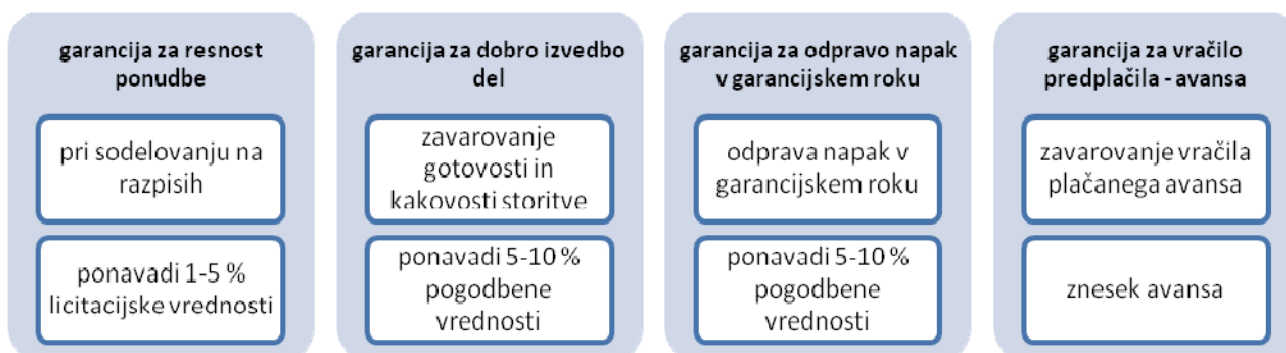 garancija za resnost
ponudbe
pri sodelovanju na
razpisih
ponavadi 1-5 %
licitacijske vrednosti
garancija za dobro izvedbo
del
zavarovanje
gotovosti in
kakovosti storitve
ponavadi 5-10 %
pogodbene
vrednosti
garancija za odpravo napak
v garancijskem roku
odprava napak v
garancijskem roku
ponavadi 5-10 %
pogodbene
vrednosti
garancija za vračilo
predplačila - avansa
zavarovanje vračila
plačanega avansa
znesek avansa